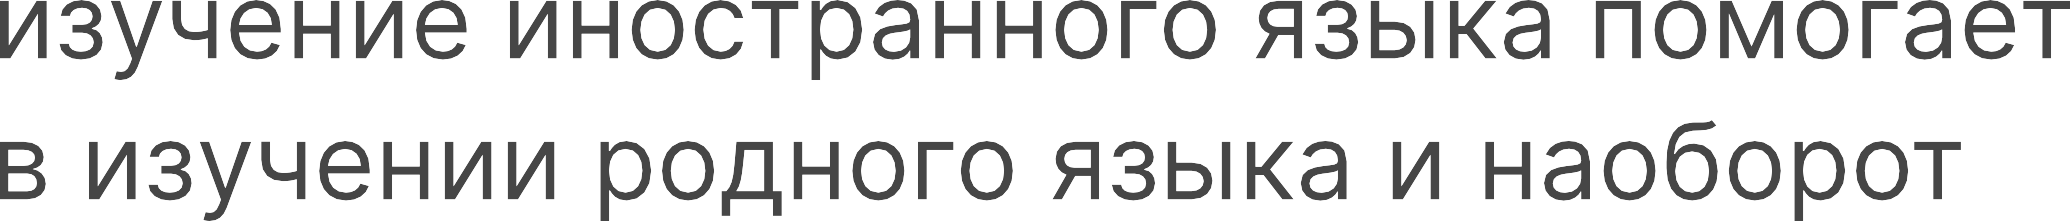 изучение иностранного языка помогает
в изучении родного языка и наоборот